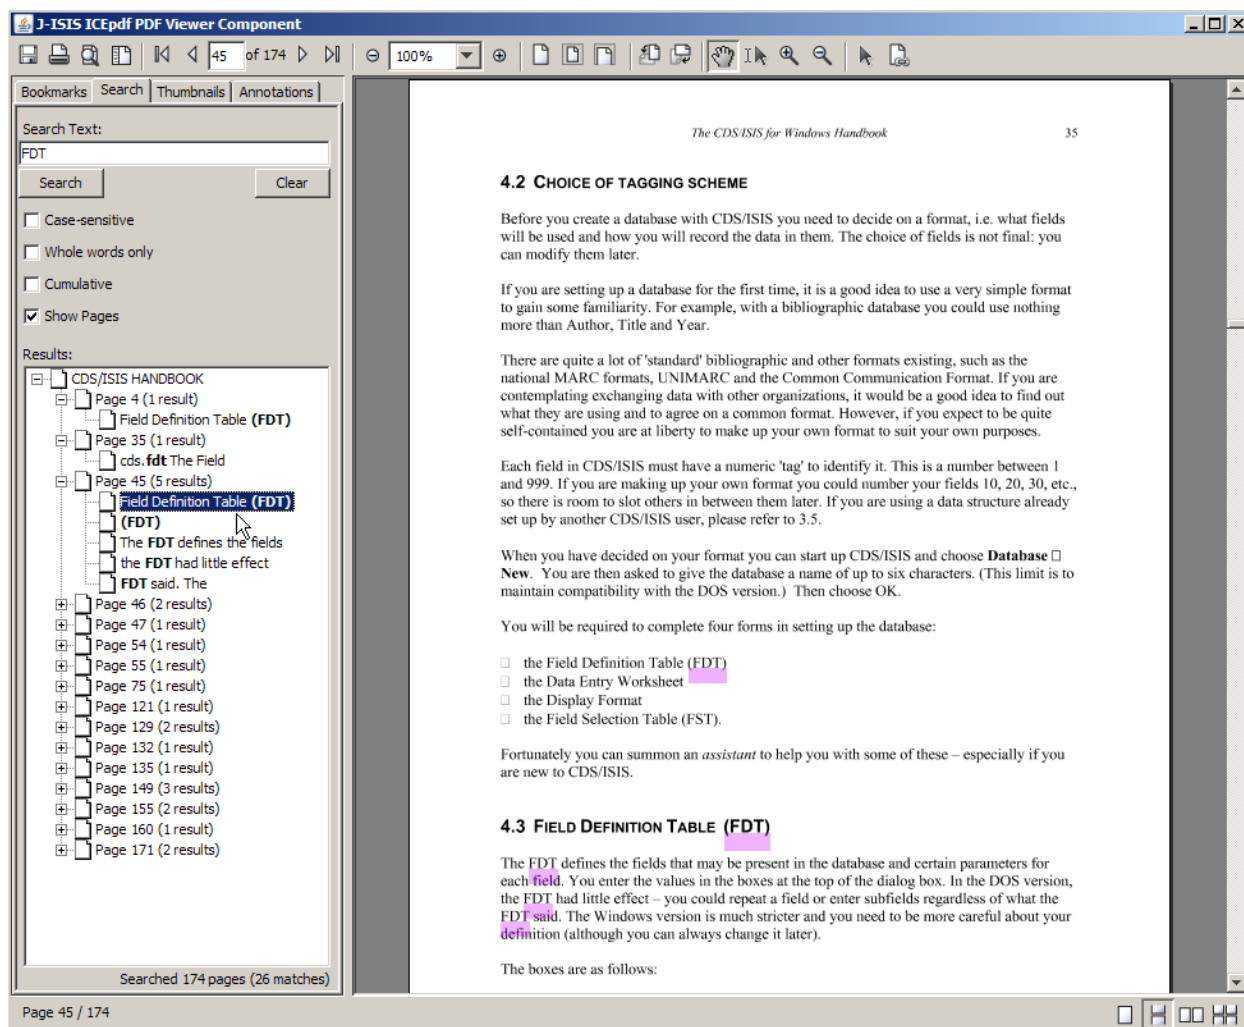 J-ISIS ICEpdf PDF Viewer Component
45 of 174 100%
Bookmarks Search Thumbnails Annotations
Search Text:
FDT
Search Clear
Case-sensitive
Whole words only
Cumulative
Show Pages
Results:
CDS/ISIS HANDBOOK
Page 4 (1 result)
Field Definition Table (FDT)
Page 35 (1 result)
cds.fdt The Field
Page 45 (5 results)
Field Definition Table (FDT)
(FDT)
The FDT defines the fields
the FDT had little effect
FDT said. The
Page 46 (2 results)
Page 47 (1 result)
Page 54 (1 result)
Page 55 (1 result)
Page 75 (1 result)
Page 121 (1 result)
Page 129 (2 results)
Page 132 (1 result)
Page 135 (1 result)
Page 149 (3 results)
Page 155 (2 results)
Page 160 (1 result)
Page 171 (2 results)
Searched 174 pages (26 matches)
The CDS/ISIS for Windows Handbook 35
4.2 CHOICE OF TAGGING SCHEME
Before you create a database with CDS/ISIS you need to decide on a format, i.e. what fields
will be used and how you will record the data in them. The choice of fields is not final: you
can modify them later.
If you are setting up a database for the first time, it is a good idea to use a very simple format
to gain some familiarity. For example, with a bibliographic database you could use nothing
more than Author, Title and Year.
There are quite a lot of 'standard' bibliographic and other formats existing, such as the
national MARC formats, UNIMARC and the Common Communication Format. If you are
contemplating exchanging data with other organizations, it would be a good idea to find out
what they are using and to agree on a common format. However, if you expect to be quite
self-contained you are at liberty to make up your own format to suit your own purposes.
Each field in CDS/ISIS must have a numeric 'tag' to identify it. This is a number between 1
and 999. If you are making up your own format you could number your fields 10, 20, 30, etc.,
so there is room to slot others in between them later. If you are using a data structure already
set up by another CDS/ISIS user, please refer to 3.5.
When you have decided on your format you can start up CDS/ISIS and choose Database □
New. You are then asked to give the database a name of up to six characters. (This limit is to
maintain compatibility with the DOS version.) Then choose OK.
You will be required to complete four forms in setting up the database:
□ the Field Definition Table (FDT)
□ the Data Entry Worksheet
□ the Display Format
□ the Field Selection Table (FST).
Fortunately you can summon an assistant to help you with some of these – especially if you
are new to CDS/ISIS.
4.3 FIELD DEFINITION TABLE (FDT)
The FDT defines the fields that may be present in the database and certain parameters for
each field. You enter the values in the boxes at the top of the dialog box. In the DOS version,
the FDT had little effect – you could repeat a field or enter subfields regardless of what the
FDT said. The Windows version is much stricter and you need to be more careful about your
definition (although you can always change it later).
The boxes are as follows:
Page 45 / 174